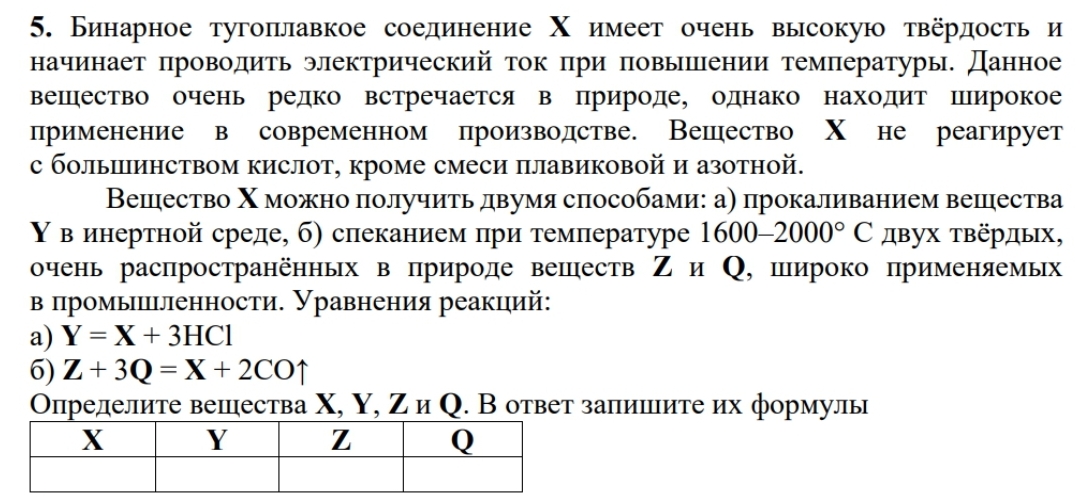 5. Бинарное тугоплавкое соединение X имеет очень высокую твёрдость и
начинает проводить электрический ток при повышении температуры. Данное
вещество очень редко встречается в природе, однако находит широкое
применение в современном производстве. Вещество X не реагирует
с большинством кислот, кроме смеси плавиковой и азотной.
Вещество X можно получить двумя способами: а) прокаливанием вещества
Y в инертной среде, б) спеканием при температуре 1600–2000° С двух твёрдых,
очень распространённых в природе веществ Z и Q, широко применяемых
в промышленности. Уравнения реакций:
а) Y = X + 3HCl
б) Z + 3Q = X + 2CO↑
Определите вещества X, Y, Z и Q. В ответ запишите их формулы
X Y Z Q